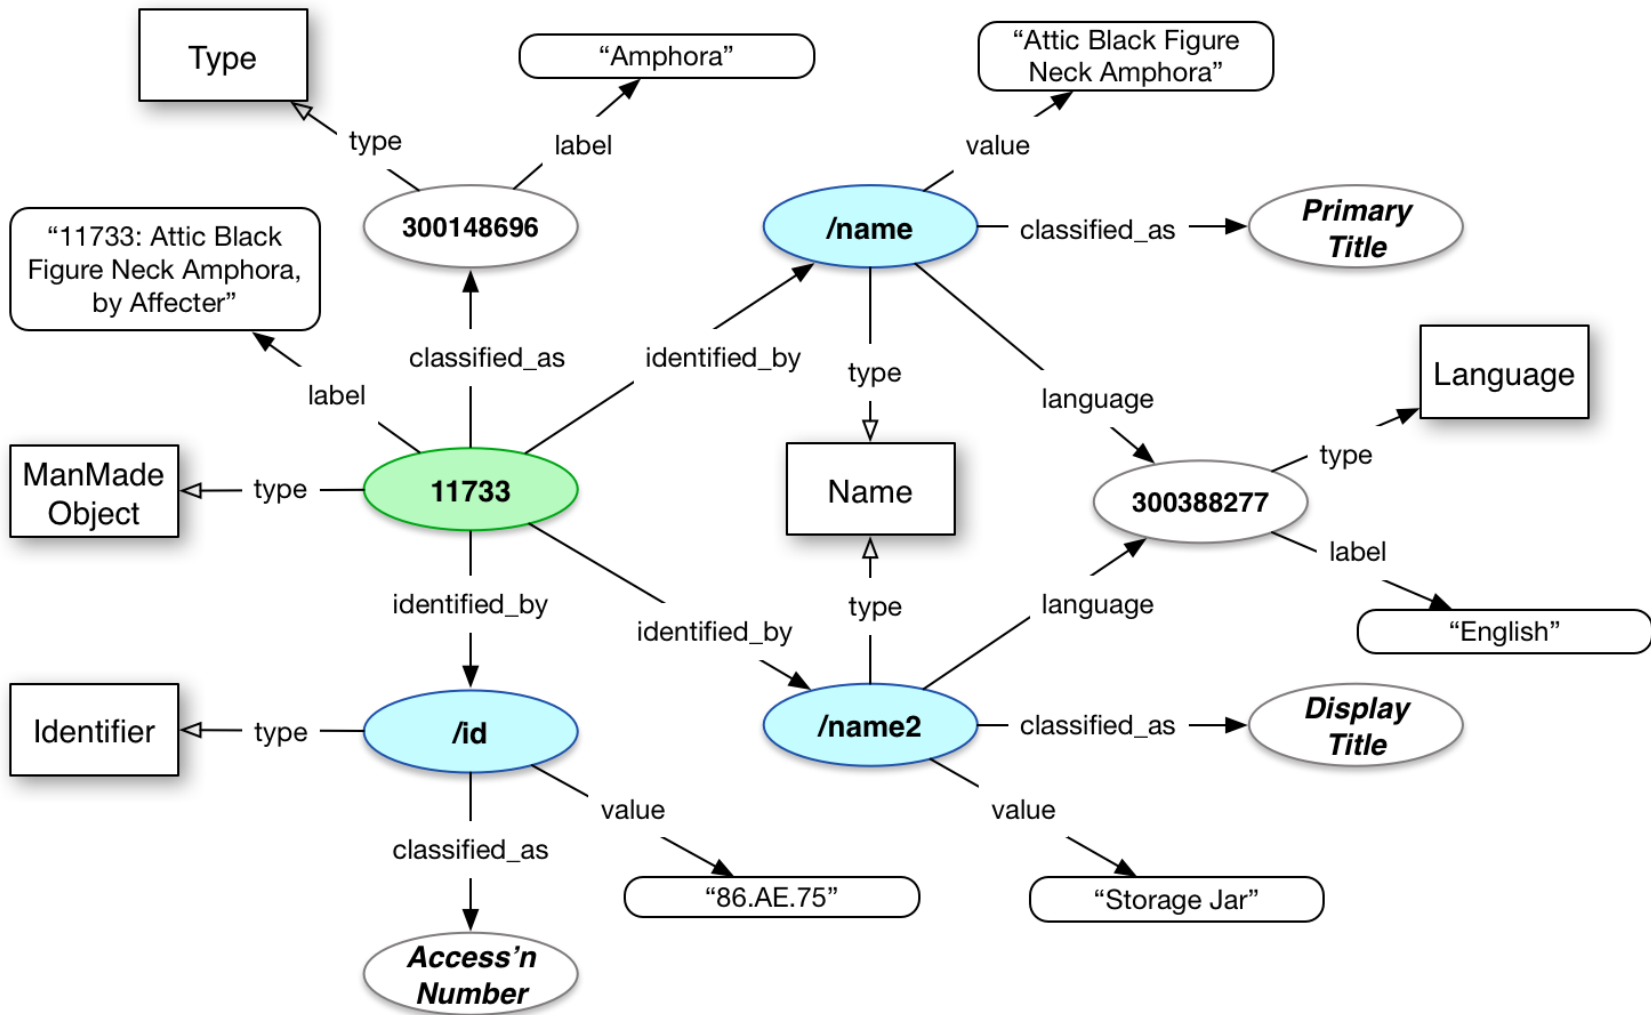 Type
“Amphora”
“Attic Black Figure
Neck Amphora”
type
label
value
“11733: Attic Black
Figure Neck Amphora,
by Affecter”
300148696
/name
classified_as
Primary
Title
classified_as
identified_by
type
label
language
Language
ManMade
Object
type
11733
Name
300388277
type
label
identified_by
identified_by
type
language
“English”
Identifier
type
/id
/name2
classified_as
Display
Title
value
value
classified_as
“86.AE.75”
“Storage Jar”
Access’n
Number